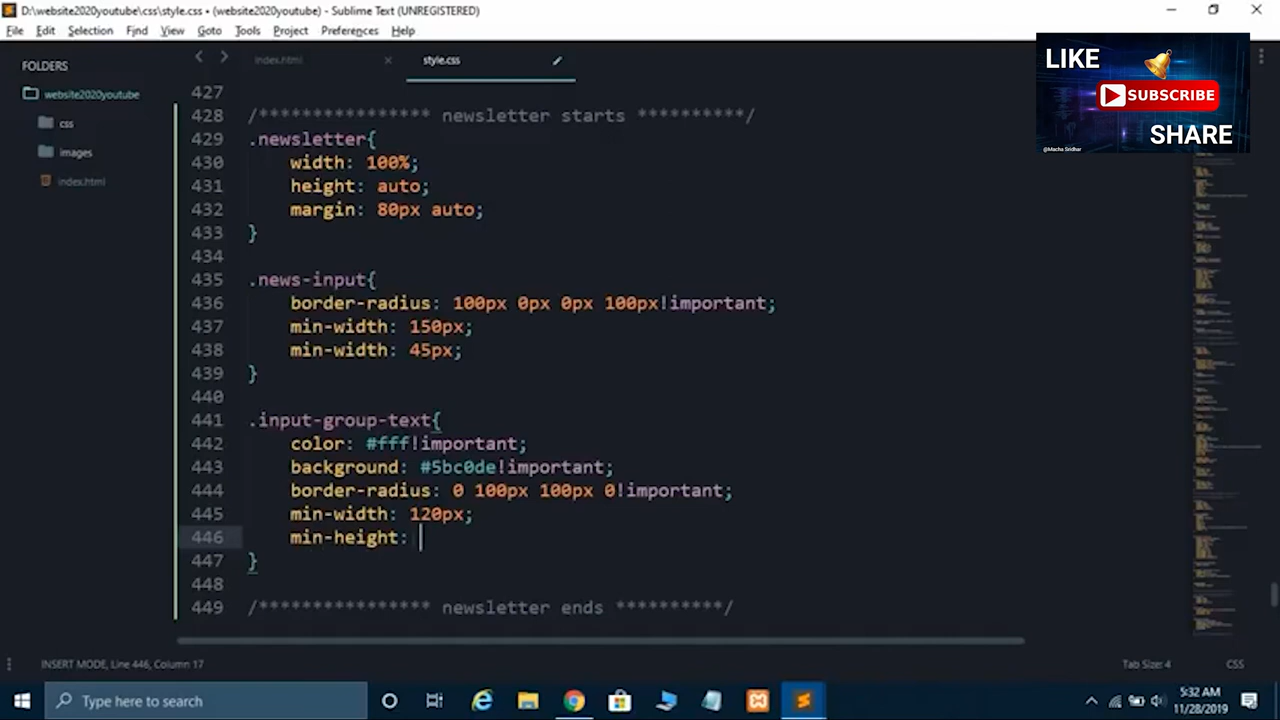 D:\website2020youtube\css\style.css • (website2020youtube) - Sublime Text (UNREGISTERED)
File Edit Selection Find View Goto Tools Project Preferences Help
FOLDERS
website2020youtube
css
images
index.html
index.html
style.css
LIKE
SUBSCRIBE
SHARE
@Macha Sridhar
427
428 /*************** newsletter starts **********/
429 .newsletter{
430 width: 100%;
431 height: auto;
432 margin: 80px auto;
433 }
434
435 .news-input{
436 border-radius: 100px 0px 0px 100px!important;
437 min-width: 150px;
438 min-width: 45px;
439 }
440
441 .input-group-text{
442 color: #fff!important;
443 background: #5bc0de!important;
444 border-radius: 0 100px 100px 0!important;
445 min-width: 120px;
446 min-height:
447 }
448
449 /*************** newsletter ends **********/
INSERT MODE, Line 446, Column 17
Tab Size: 4
CSS
Type here to search
5:32 AM
11/28/2019